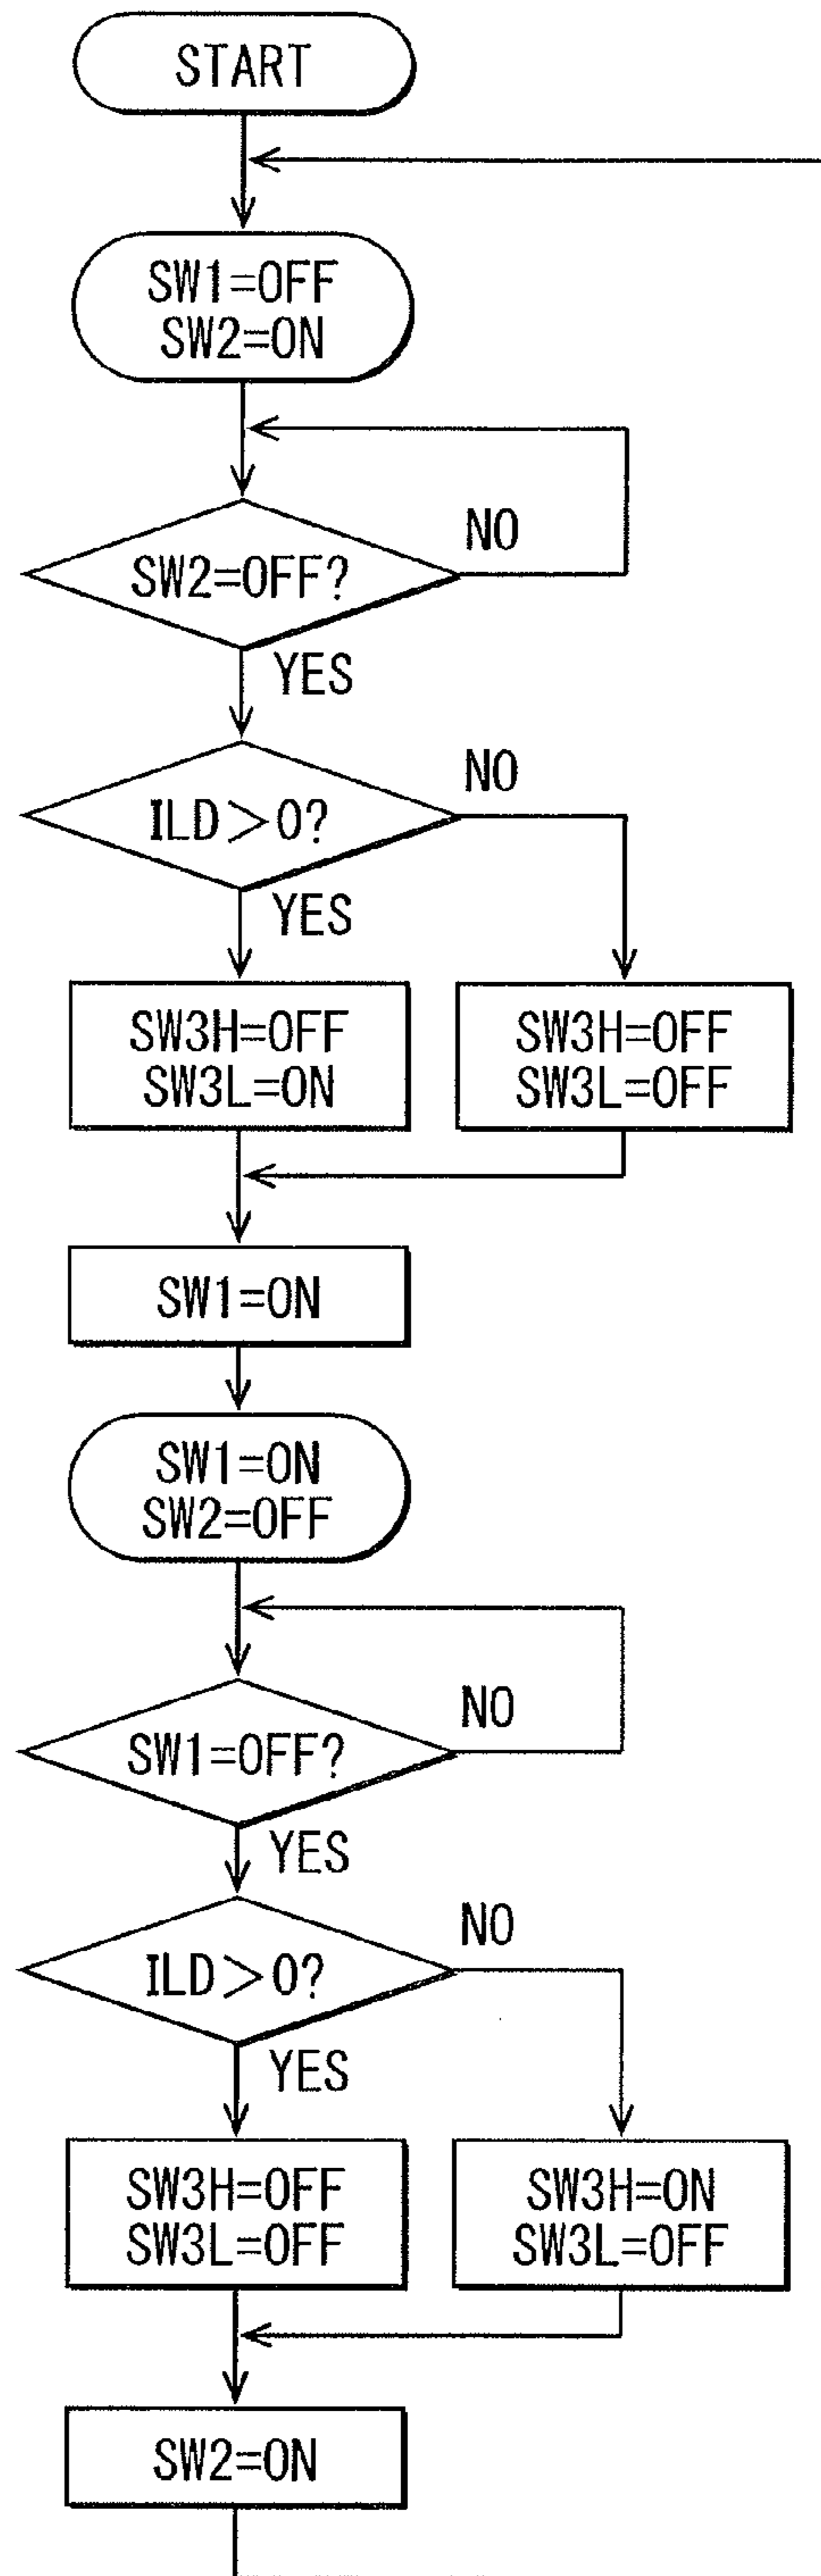 START
SW1=OFF
SW2=ON
NO
SW2=OFF?
YES
NO
ILD>0?
YES
SW3H=OFF
SW3L=ON
SW3H=OFF
SW3L=OFF
SW1=ON
SW1=ON
SW2=OFF
NO
SW1=OFF?
YES
NO
ILD>0?
YES
SW3H=OFF
SW3L=OFF
SW3H=ON
SW3L=OFF
SW2=ON